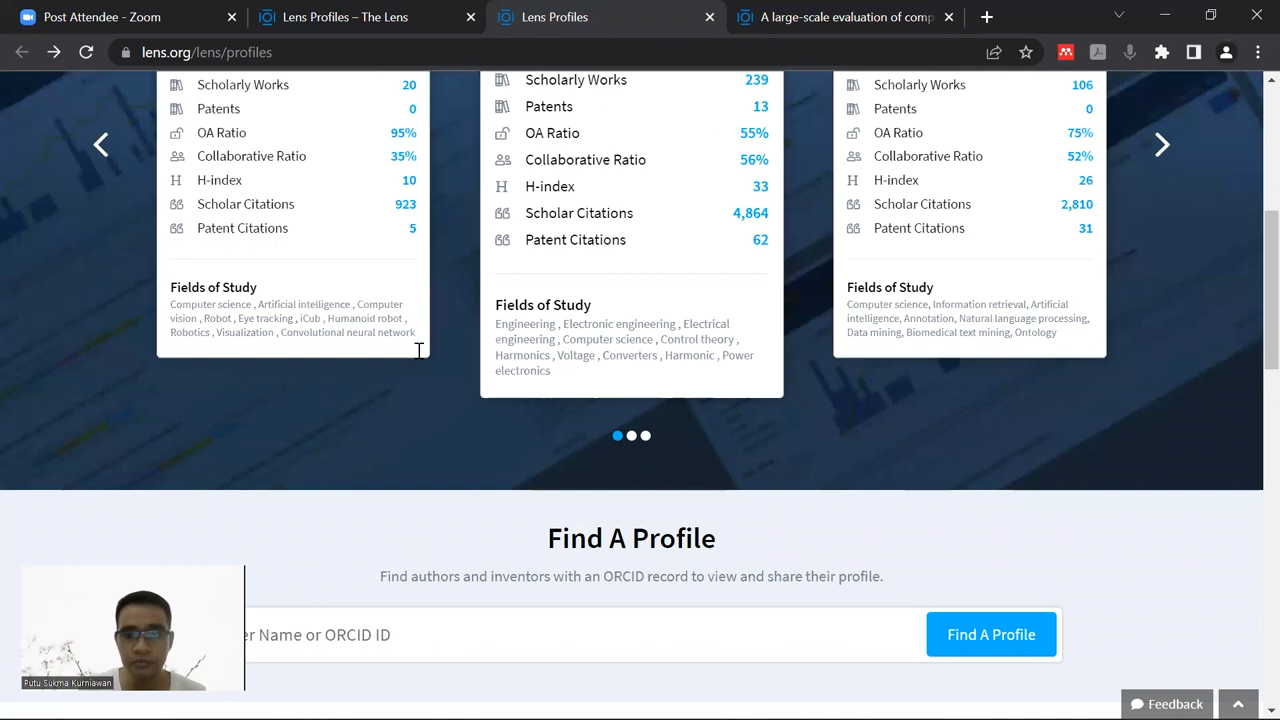 Post Attendee - Zoom
Lens Profiles – The Lens
Lens Profiles
A large-scale evaluation of comp
lens.org/lens/profiles
Scholarly Works 20
Patents 0
OA Ratio 95%
Collaborative Ratio 35%
H-index 10
Scholar Citations 923
Patent Citations 5
Fields of Study
Computer science , Artificial intelligence , Computer
vision , Robot , Eye tracking , iCub , Humanoid robot ,
Robotics , Visualization , Convolutional neural network
Scholarly Works 239
Patents 13
OA Ratio 55%
Collaborative Ratio 56%
H-index 33
Scholar Citations 4,864
Patent Citations 62
Fields of Study
Engineering , Electronic engineering , Electrical
engineering , Computer science , Control theory ,
Harmonics , Voltage , Converters , Harmonic , Power
electronics
Scholarly Works 106
Patents 0
OA Ratio 75%
Collaborative Ratio 52%
H-index 26
Scholar Citations 2,810
Patent Citations 31
Fields of Study
Computer science, Information retrieval, Artificial
intelligence, Annotation, Natural language processing,
Data mining, Biomedical text mining, Ontology
Find A Profile
Find authors and inventors with an ORCID record to view and share their profile.
er Name or ORCID ID
Find A Profile
Putu Sukma Kurniawan
Feedback